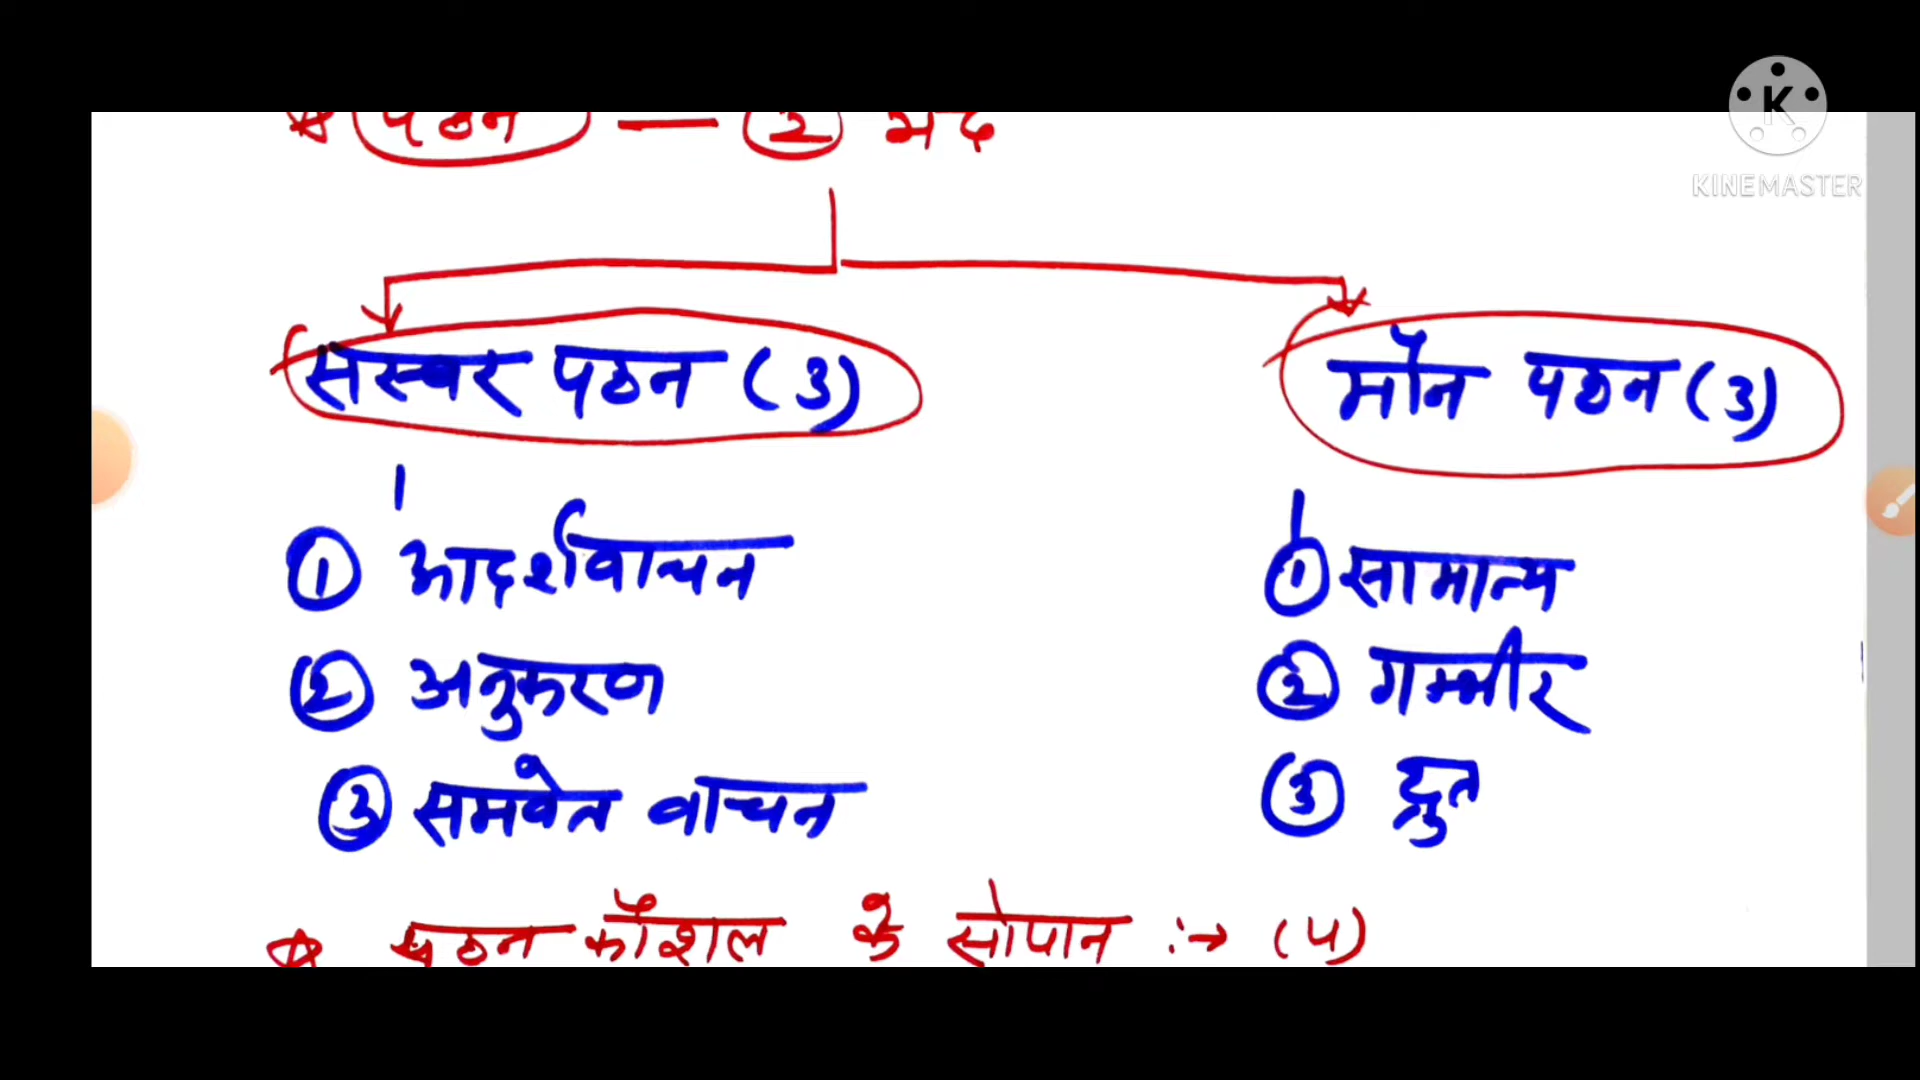 * पठन — 2 भेद
KINEMASTER
सस्वर पठन (3)
मौन पठन (3)
1 आदर्शवाचन
2 अनुकरण
3 समवेत वाचन
1 सामान्य
2 गम्भीर
3 द्रुत
* पठन कौशल के सोपान :→ (५)